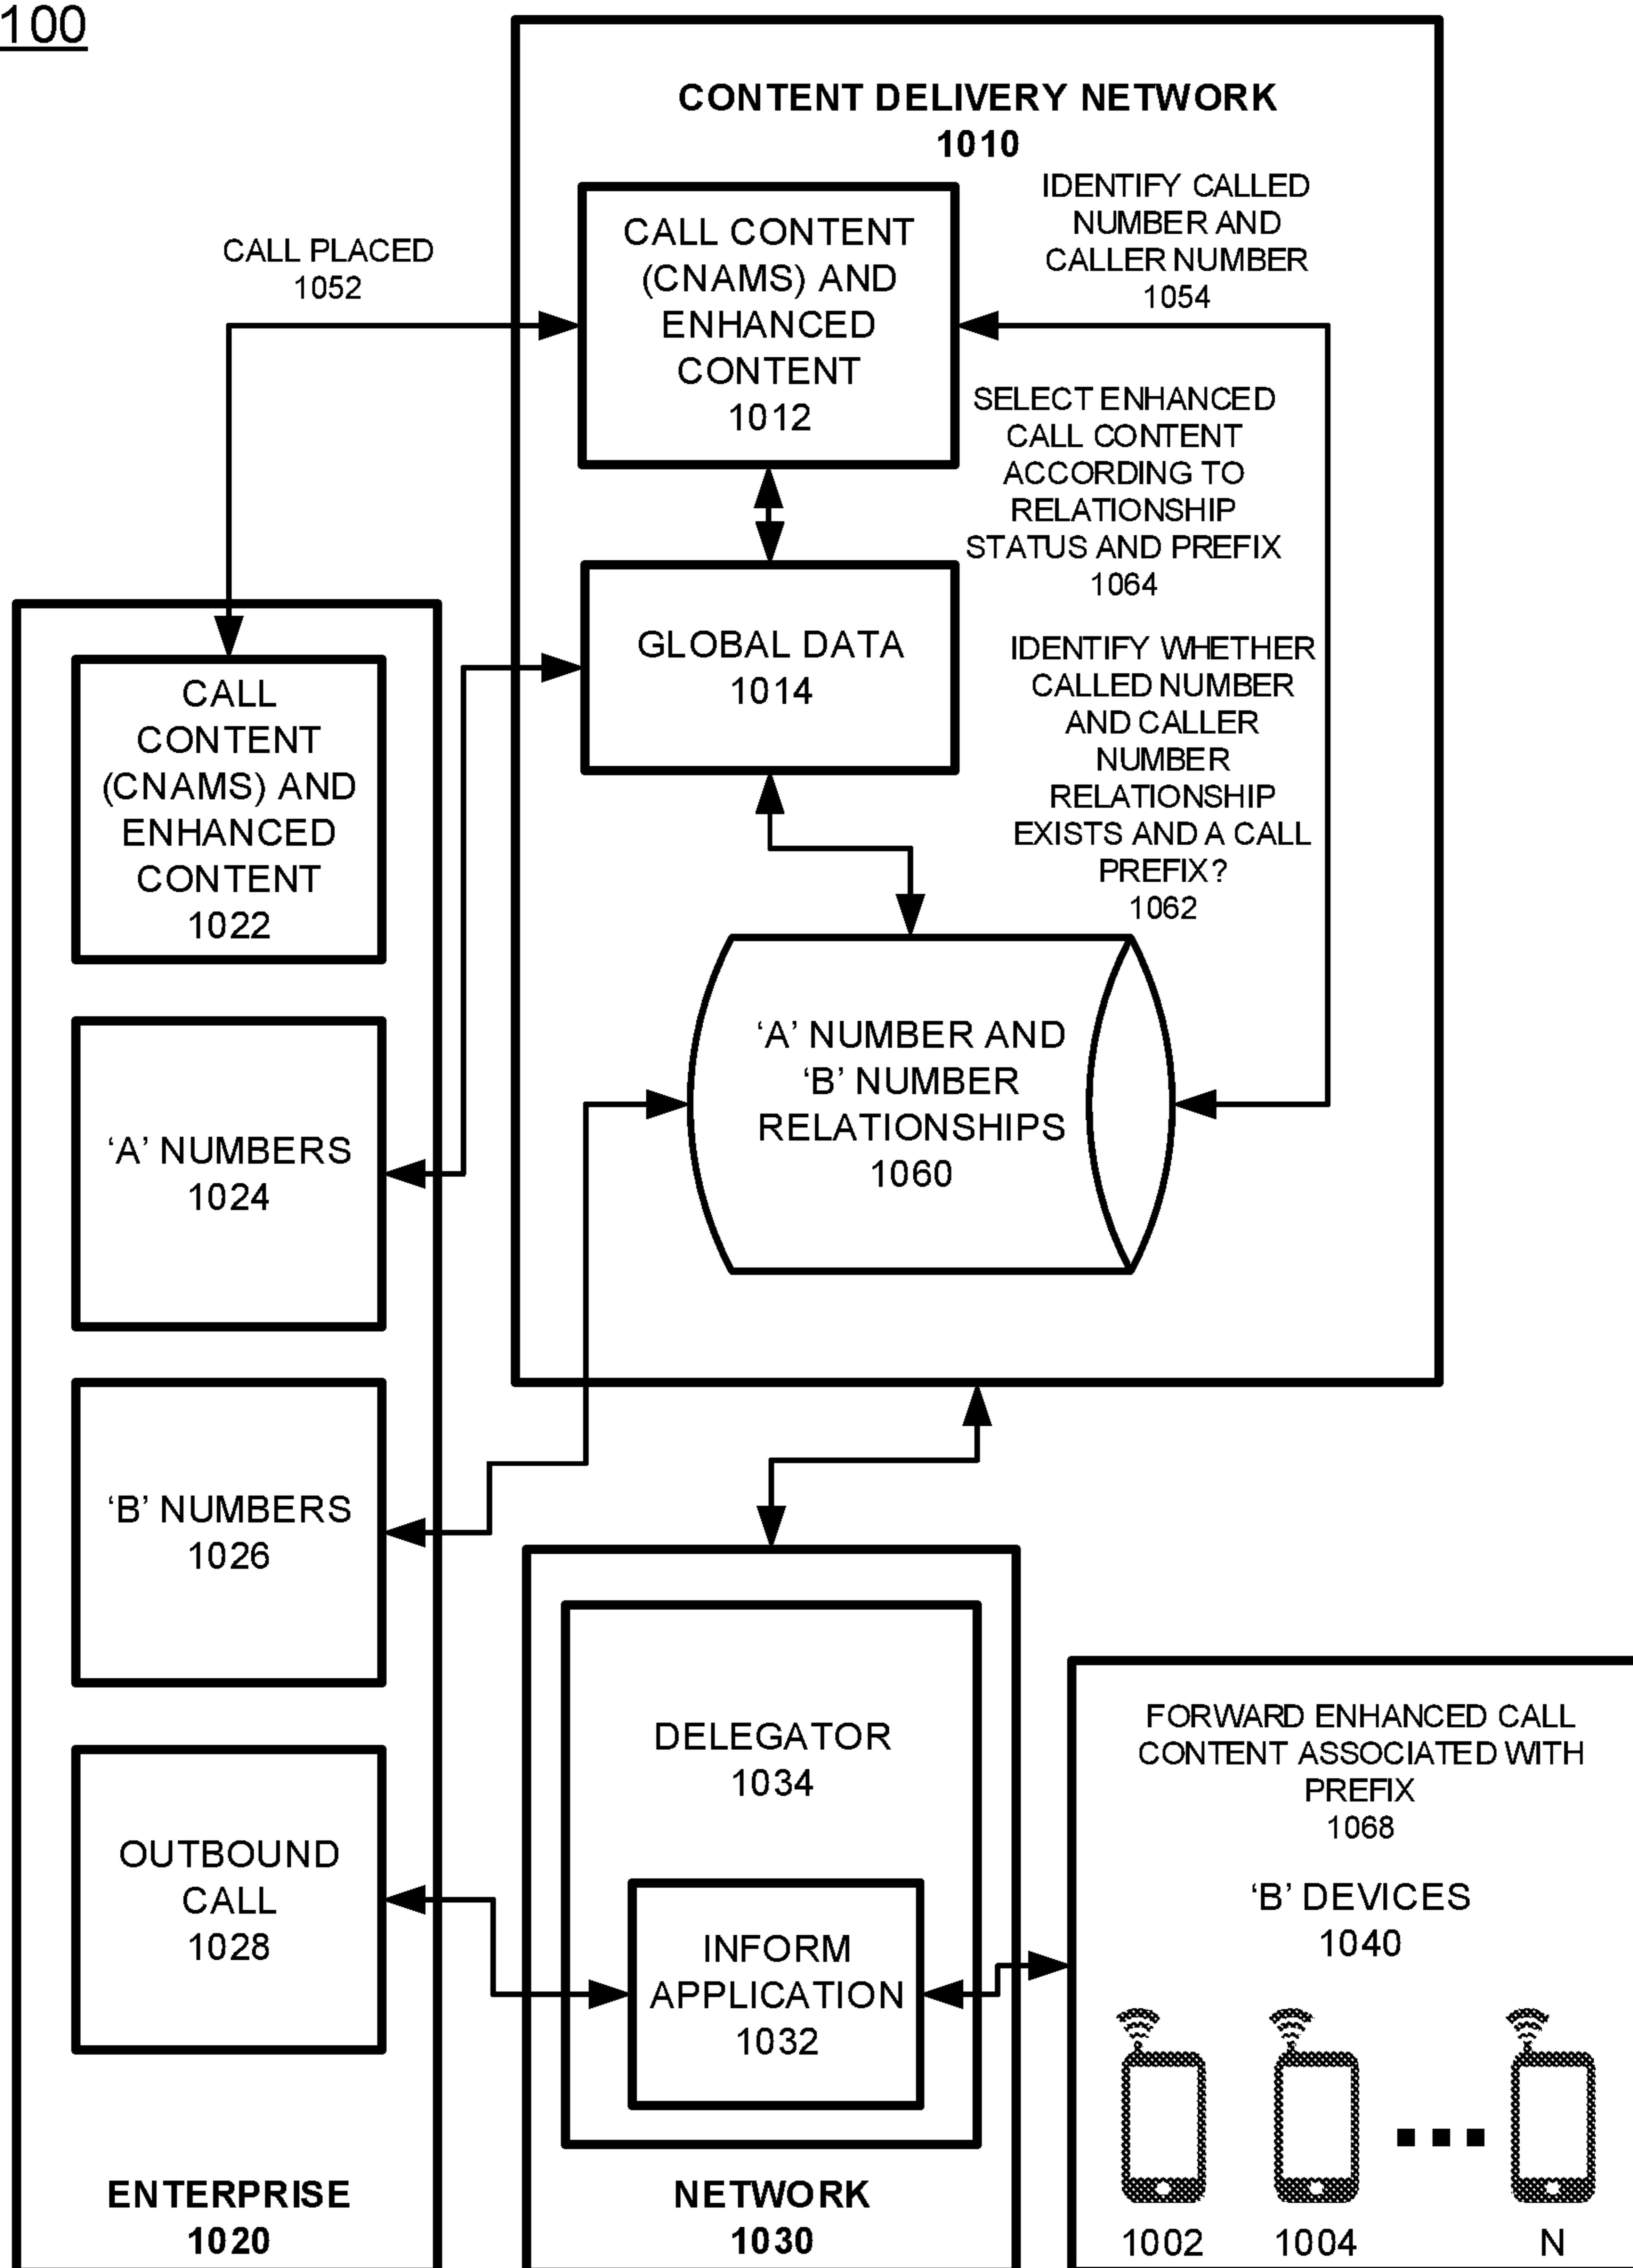 100
CONTENT DELIVERY NETWORK
1010
CALL PLACED
1052
CALL CONTENT
(CNAMS) AND
ENHANCED
CONTENT
1012
IDENTIFY CALLED
NUMBER AND
CALLER NUMBER
1054
SELECT ENHANCED
CALL CONTENT
ACCORDING TO
RELATIONSHIP
STATUS AND PREFIX
1064
GLOBAL DATA
1014
IDENTIFY WHETHER
CALLED NUMBER
AND CALLER
NUMBER
RELATIONSHIP
EXISTS AND A CALL
PREFIX?
1062
CALL
CONTENT
(CNAMS) AND
ENHANCED
CONTENT
1022
‘A’ NUMBER AND
‘B’ NUMBER
RELATIONSHIPS
1060
‘A’ NUMBERS
1024
‘B’ NUMBERS
1026
OUTBOUND
CALL
1028
ENTERPRISE
1020
DELEGATOR
1034
INFORM
APPLICATION
1032
NETWORK
1030
FORWARD ENHANCED CALL
CONTENT ASSOCIATED WITH
PREFIX
1068
‘B’ DEVICES
1040
1002 1004 N